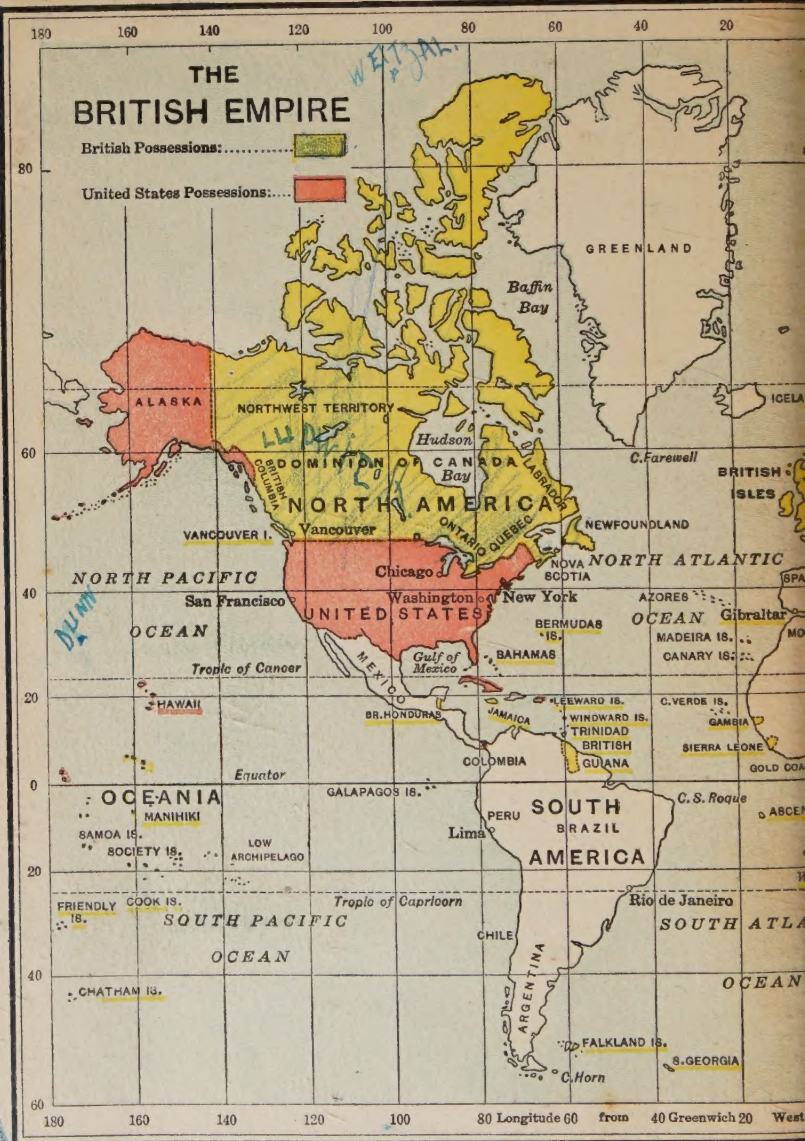 180 160 140 120 100 80 60 40 20
WEITZAL.
THE
BRITISH EMPIRE
British Possessions:............
United States Possessions:....
80
GREENLAND
Baffin
Bay
ALASKA
NORTHWEST TERRITORY
ICELA
Hudson
Bay
60
C.Farewell
DOMINION OF CANADA
LABRADOR
BRITISH
ISLES
BRITISH
COLUMBIA
NORTH AMERICA
ONTARIO
QUEBEC
NEWFOUNDLAND
VANCOUVER I.
Vancouver
NOVA
SCOTIA
NORTH ATLANTIC
OCEAN
Chicago
NORTH PACIFIC
OCEAN
SPA
40
San Francisco
Washington
New York
AZORES
Gibraltar
UNITED STATES
DUNN
BERMUDAS
IS.
MADEIRA IS.
MO
MEXICO
Gulf of
Mexico
BAHAMAS
CANARY IS.
Tropic of Cancer
20
HAWAII
LEEWARD IS.
C.VERDE IS.
BR.HONDURAS
JAMAICA
WINDWARD IS.
GAMBIA
TRINIDAD
BRITISH
GUIANA
SIERRA LEONE
COLOMBIA
GOLD COA
Equator
0
GALAPAGOS IS.
OCEANIA
MANIHIKI
SOUTH
AMERICA
C.S.Roque
PERU
BRAZIL
ASCEN
SAMOA IS.
Lima
SOCIETY IS.
LOW
ARCHIPELAGO
20
Tropic of Capricorn
FRIENDLY
IS.
COOK IS.
Rio de Janeiro
SOUTH PACIFIC
OCEAN
SOUTH ATLA
OCEAN
CHILE
40
ARGENTINA
CHATHAM IS.
FALKLAND IS.
S.GEORGIA
C.Horn
60
180 160 140 120 100 80 Longitude 60 from 40 Greenwich 20 West